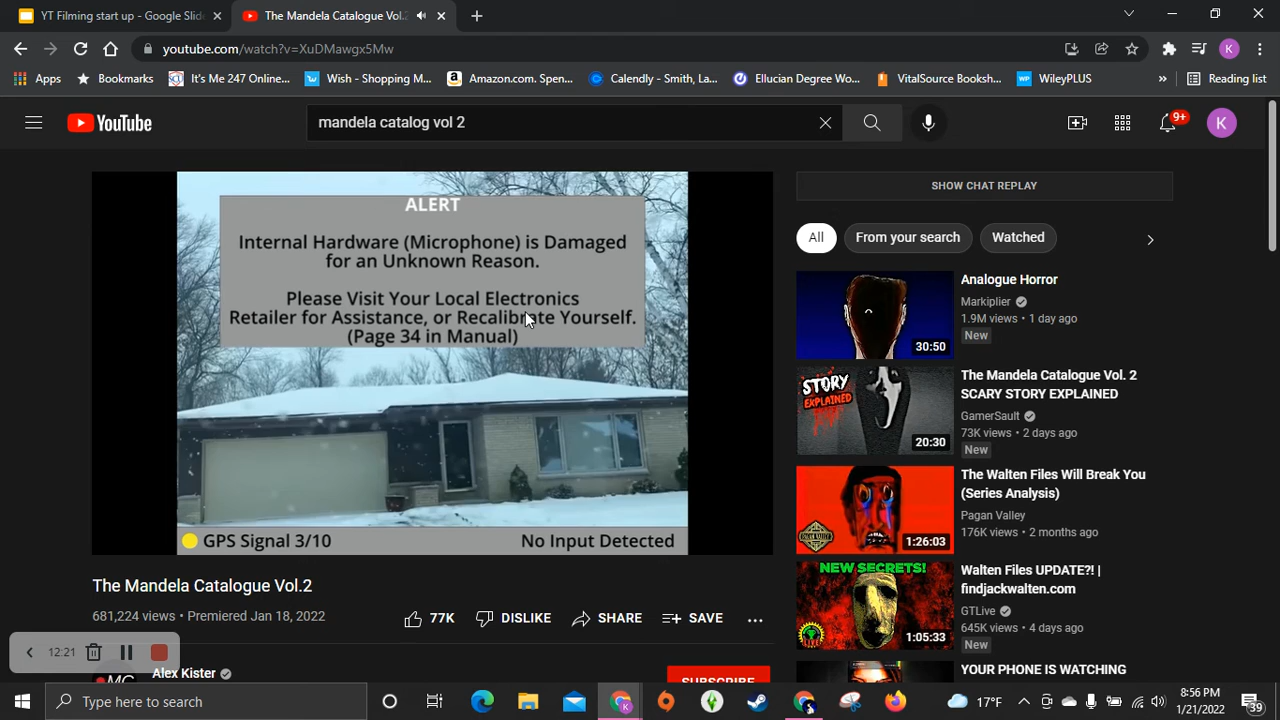 YT Filming start up - Google Slide
The Mandela Catalogue Vol.2
youtube.com/watch?v=XuDMawgx5Mw
Apps
Bookmarks
It's Me 247 Online...
Wish - Shopping M...
Amazon.com. Spen...
Calendly - Smith, La...
Ellucian Degree Wo...
VitalSource Booksh...
WileyPLUS
»
Reading list
K
YouTube
mandela catalog vol 2
9+
K
ALERT
Internal Hardware (Microphone) is Damaged
for an Unknown Reason.
Please Visit Your Local Electronics
Retailer for Assistance, or Recalibrate Yourself.
(Page 34 in Manual)
GPS Signal 3/10
No Input Detected
The Mandela Catalogue Vol.2
681,224 views • Premiered Jan 18, 2022
77K
DISLIKE
SHARE
SAVE
12:21
Alex Kister
SUBSCRIBE
SHOW CHAT REPLAY
All
From your search
Watched
Analogue Horror
Markiplier
1.9M views • 1 day ago
New
30:50
The Mandela Catalogue Vol. 2
SCARY STORY EXPLAINED
GamerSault
73K views • 2 days ago
New
STORY
EXPLAINED
20:30
The Walten Files Will Break You
(Series Analysis)
Pagan Valley
176K views • 2 months ago
1:26:03
Walten Files UPDATE?! |
findjackwalten.com
GTLive
645K views • 4 days ago
New
NEW SECRETS!
1:05:33
YOUR PHONE IS WATCHING
Type here to search
17°F
8:56 PM
1/21/2022
39